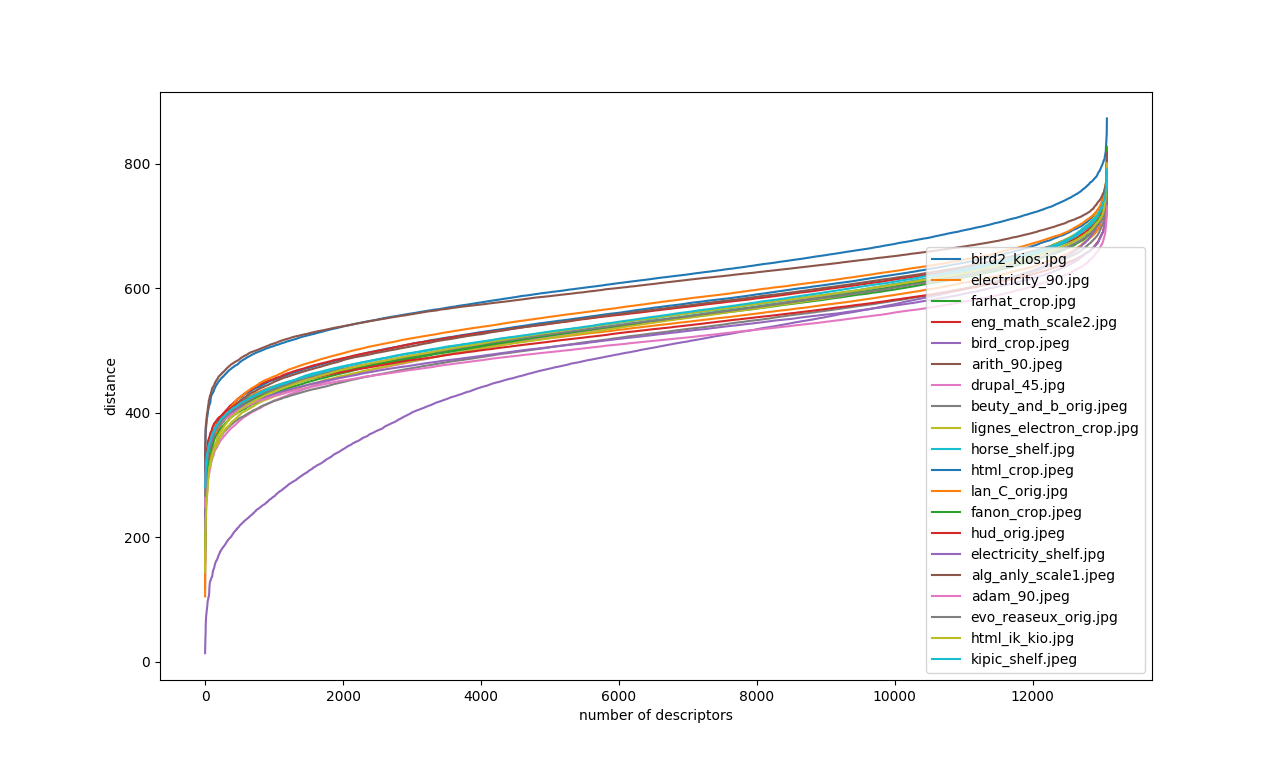 800
600
400
200
0
distance
0 2000 4000 6000 8000 10000 12000
number of descriptors
bird2_kios.jpg
electricity_90.jpg
farhat_crop.jpg
eng_math_scale2.jpg
bird_crop.jpeg
arith_90.jpeg
drupal_45.jpg
beuty_and_b_orig.jpeg
lignes_electron_crop.jpg
horse_shelf.jpg
html_crop.jpeg
lan_C_orig.jpg
fanon_crop.jpeg
hud_orig.jpeg
electricity_shelf.jpg
alg_anly_scale1.jpeg
adam_90.jpeg
evo_reaseux_orig.jpg
html_ik_kio.jpg
kipic_shelf.jpeg